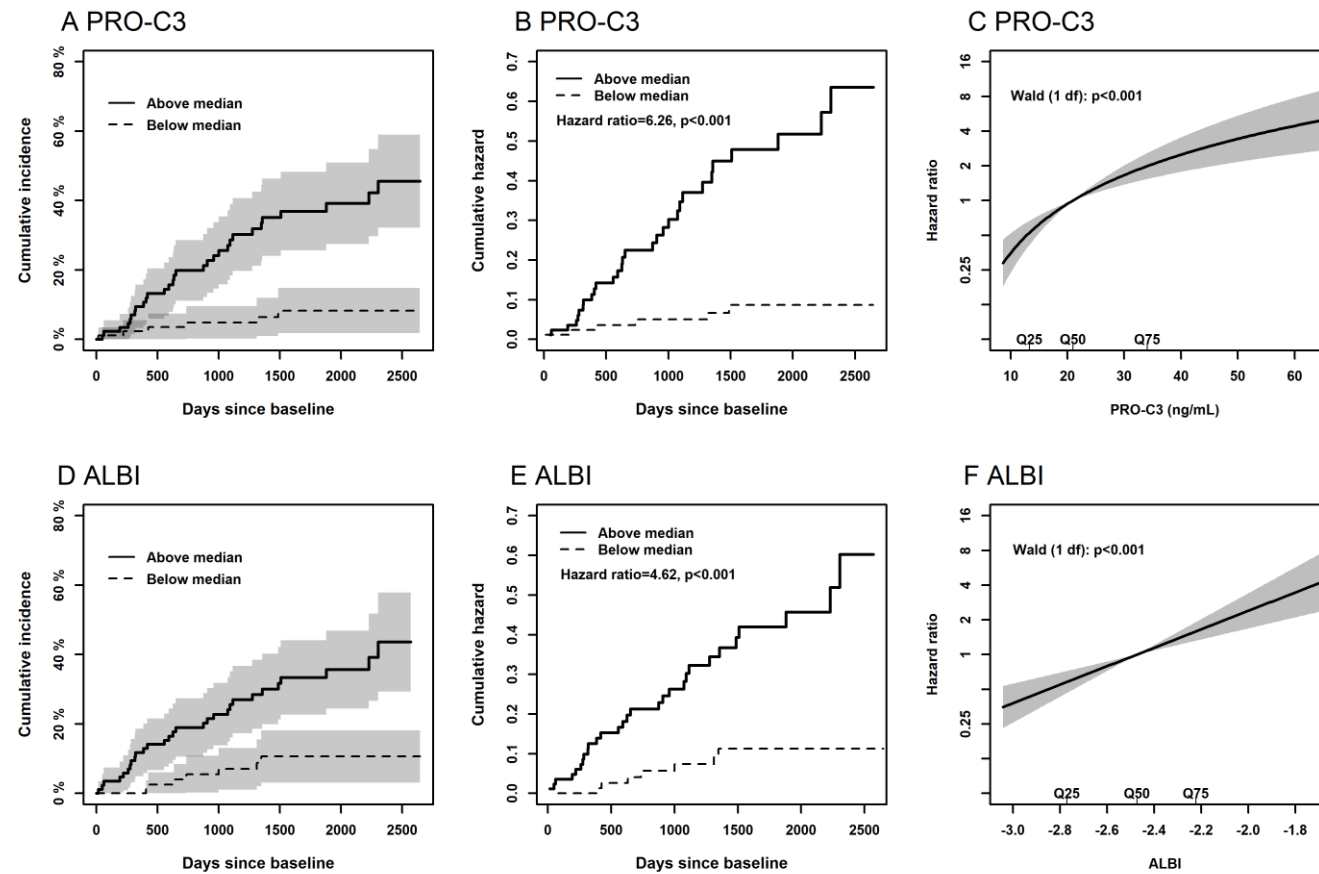 A PRO-C3
Cumulative incidence
80 %
60 %
40 %
20 %
0 %
Above median
Below median
0 500 1000 1500 2000 2500
Days since baseline
B PRO-C3
Cumulative hazard
0.7
0.6
0.5
0.4
0.3
0.2
0.1
0.0
Above median
Below median
Hazard ratio=6.26, p<0.001
0 500 1000 1500 2000 2500
Days since baseline
C PRO-C3
Hazard ratio
16
8
4
2
1
0.25
Wald (1 df): p<0.001
Q25 Q50 Q75
10 20 30 40 50 60
PRO-C3 (ng/mL)
D ALBI
Cumulative incidence
80 %
60 %
40 %
20 %
0 %
Above median
Below median
0 500 1000 1500 2000 2500
Days since baseline
E ALBI
Cumulative hazard
0.7
0.6
0.5
0.4
0.3
0.2
0.1
0.0
Above median
Below median
Hazard ratio=4.62, p<0.001
0 500 1000 1500 2000 2500
Days since baseline
F ALBI
Hazard ratio
16
8
4
2
1
0.25
Wald (1 df): p<0.001
Q25 Q50 Q75
-3.0 -2.8 -2.6 -2.4 -2.2 -2.0 -1.8
ALBI